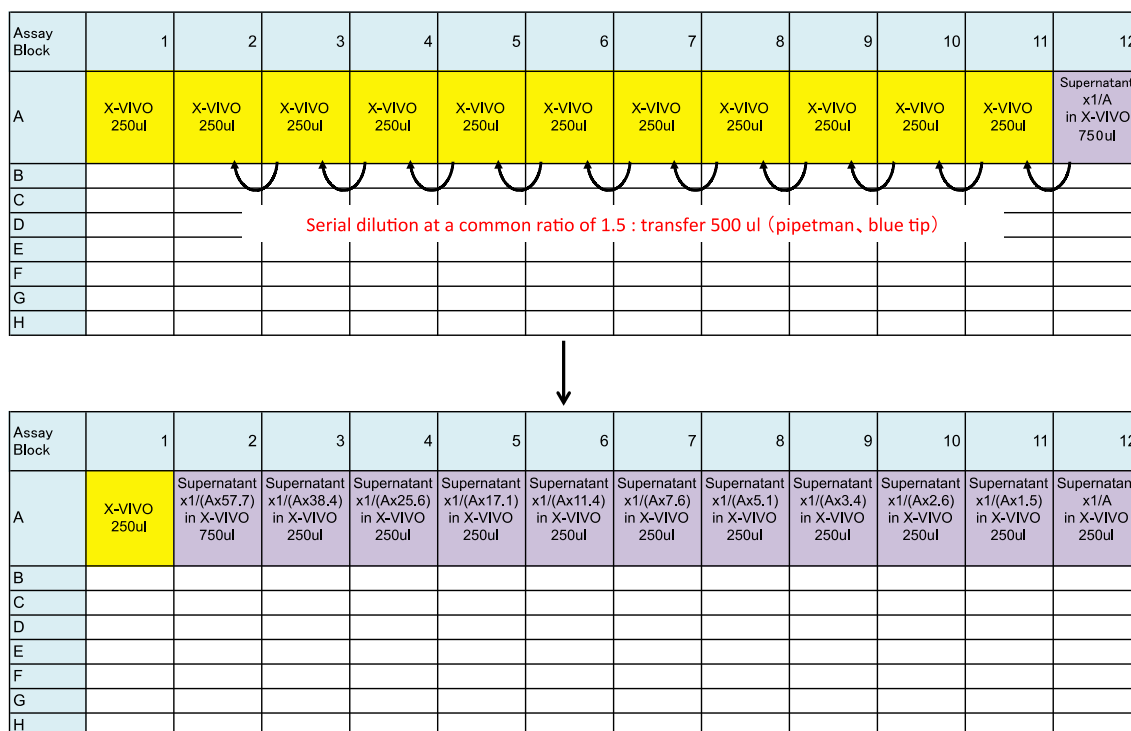 Assay Block 1 2 3 4 5 6 7 8 9 10 11 12
A
X-VIVO 250ul
X-VIVO 250ul
X-VIVO 250ul
X-VIVO 250ul
X-VIVO 250ul
X-VIVO 250ul
X-VIVO 250ul
X-VIVO 250ul
X-VIVO 250ul
X-VIVO 250ul
X-VIVO 250ul
Supernatant x1/A in X-VIVO 750ul
B
C
D
Serial dilution at a common ratio of 1.5 : transfer 500 ul (pipetman、blue tip)
E
F
G
H
Assay Block 1 2 3 4 5 6 7 8 9 10 11 12
A
X-VIVO 250ul
Supernatant x1/(Ax57.7) in X-VIVO 750ul
Supernatant x1/(Ax38.4) in X-VIVO 250ul
Supernatant x1/(Ax25.6) in X-VIVO 250ul
Supernatant x1/(Ax17.1) in X-VIVO 250ul
Supernatant x1/(Ax11.4) in X-VIVO 250ul
Supernatant x1/(Ax7.6) in X-VIVO 250ul
Supernatant x1/(Ax5.1) in X-VIVO 250ul
Supernatant x1/(Ax3.4) in X-VIVO 250ul
Supernatant x1/(Ax2.6) in X-VIVO 250ul
Supernatant x1/(Ax1.5) in X-VIVO 250ul
Supernatant x1/A in X-VIVO 250ul
B
C
D
E
F
G
H